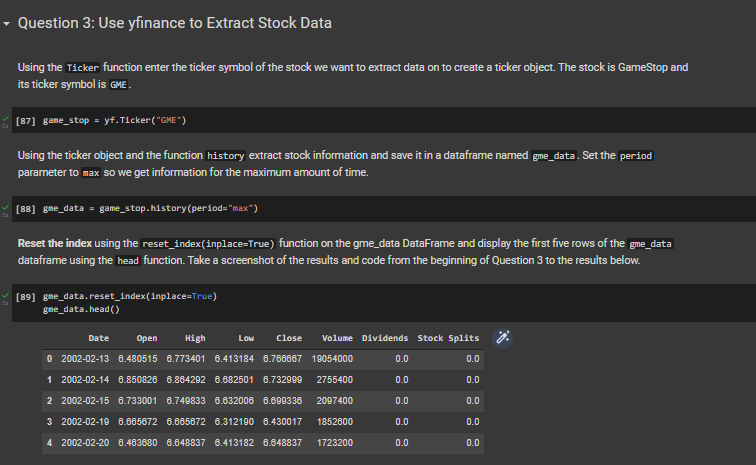 Question 3: Use yfinance to Extract Stock Data
Using the Ticker function enter the ticker symbol of the stock we want to extract data on to create a ticker object. The stock is GameStop and
its ticker symbol is GME.
[87] game_stop = yf.Ticker("GME")
0s
Using the ticker object and the function history extract stock information and save it in a dataframe named gme_data. Set the period
parameter to max so we get information for the maximum amount of time.
[88] gme_data = game_stop.history(period="max")
0s
Reset the index using the reset_index(inplace=True) function on the gme_data DataFrame and display the first five rows of the gme_data
dataframe using the head function. Take a screenshot of the results and code from the beginning of Question 3 to the results below.
[89] gme_data.reset_index(inplace=True)
0s
gme_data.head()
Date Open High Low Close Volume Dividends Stock Splits
0 2002-02-13 6.480515 6.773401 6.413184 6.766667 19054000 0.0 0.0
1 2002-02-14 6.850826 6.864292 6.682501 6.732999 2755400 0.0 0.0
2 2002-02-15 6.733001 6.749833 6.632006 6.699336 2097400 0.0 0.0
3 2002-02-19 6.665672 6.665672 6.312190 6.430017 1852600 0.0 0.0
4 2002-02-20 6.463680 6.648837 6.413182 6.648837 1723200 0.0 0.0